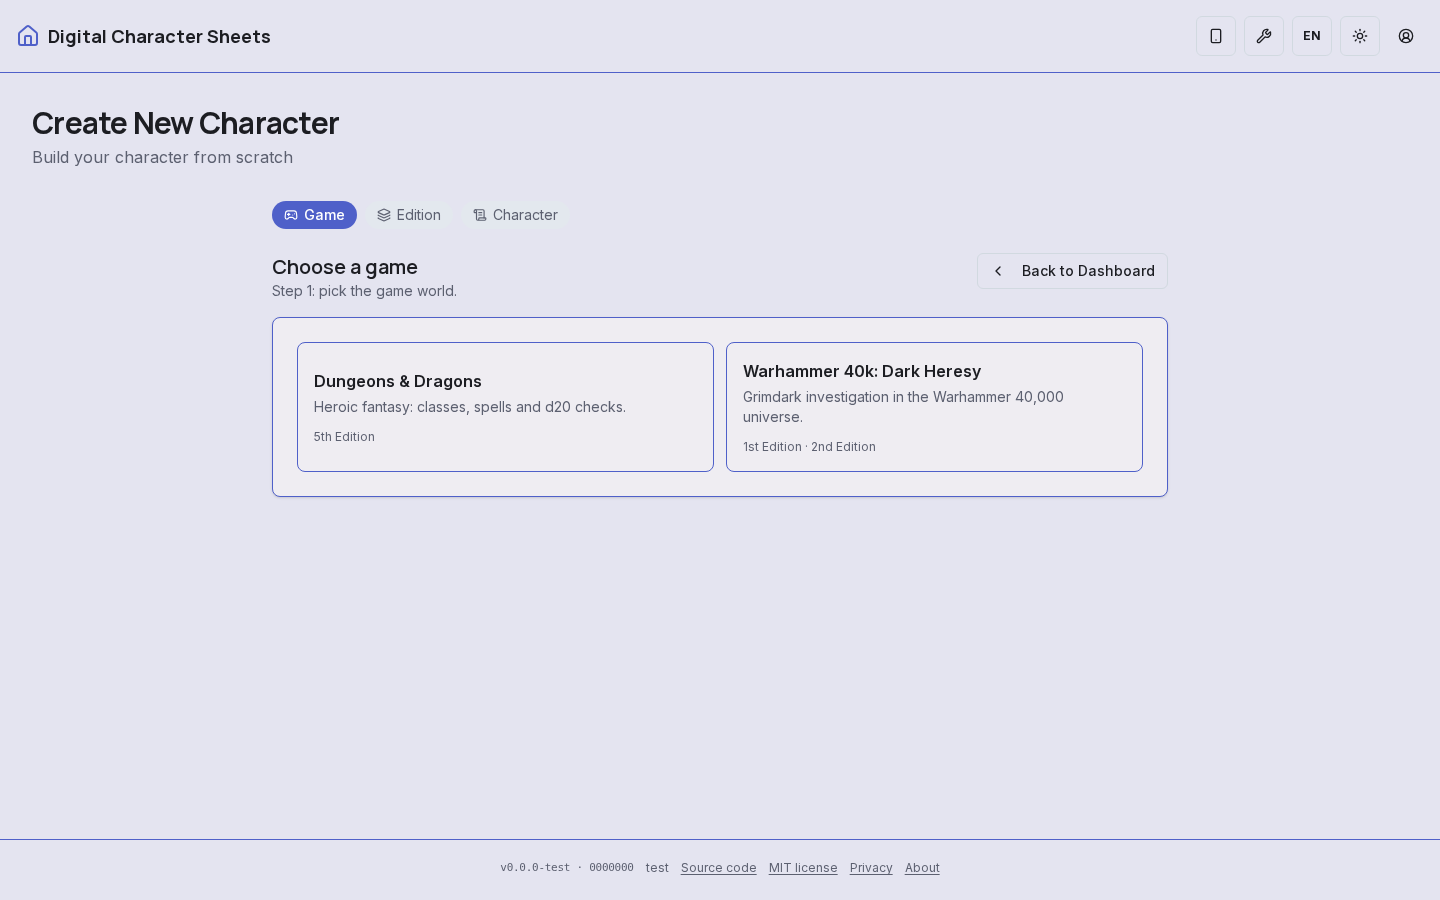 Digital Character Sheets
EN
Create New Character
Build your character from scratch
Game
Edition
Character
Choose a game
Step 1: pick the game world.
Back to Dashboard
Dungeons & Dragons
Heroic fantasy: classes, spells and d20 checks.
5th Edition
Warhammer 40k: Dark Heresy
Grimdark investigation in the Warhammer 40,000
universe.
1st Edition · 2nd Edition
v0.0.0-test · 0000000 test Source code MIT license Privacy About